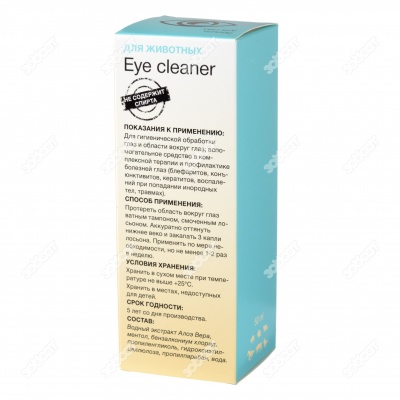 ДЛЯ ЖИВОТНЫХ
Eye cleaner
НЕ СОДЕРЖИТ
СПИРТА
ПОКАЗАНИЯ К ПРИМЕНЕНИЮ:
Для гигиенической обработки
глаз и области вокруг глаз; вспо-
могательное средство в ком-
плексной терапии и профилактике
болезней глаз (блефаритов, конъ-
юнктивитов, кератитов, воспале-
ний при попадании инородных
тел, травмах).
СПОСОБ ПРИМЕНЕНИЯ:
Протереть область вокруг глаз
ватным тампоном, смоченным ло-
сьоном. Аккуратно оттянуть
нижнее веко и закапать 3 капли
лосьона. Применять по мере не-
обходимости, но не менее 1-2 раз
в неделю.
УСЛОВИЯ ХРАНЕНИЯ:
Хранить в сухом месте при темпе-
ратуре не выше +25°С.
Хранить в местах, недоступных
для детей.
СРОК ГОДНОСТИ:
5 лет со дня производства.
СОСТАВ:
Водный экстракт Алоэ Вера,
ментол, бензалкониум хлорид,
пропиленгликоль, гидроксиэтил-
целлюлоза, пропилпарабен, вода.